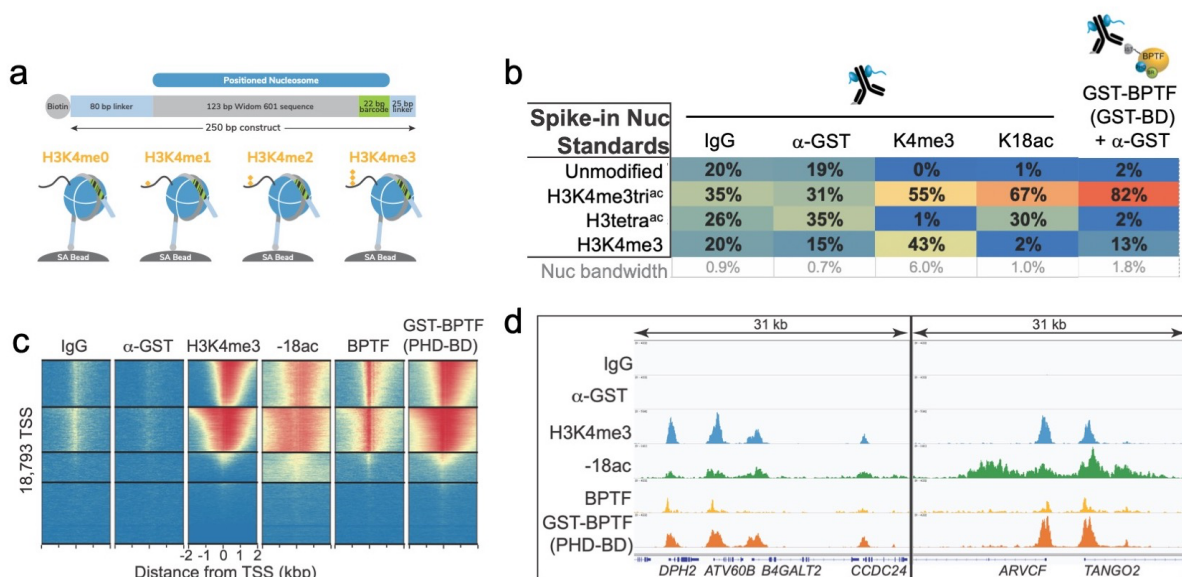 a
Positioned Nucleosome
Biotin
80 bp linker
123 bp Widom 601 sequence
22 bp barcode
25 bp linker
250 bp construct
H3K4me0 H3K4me1 H3K4me2 H3K4me3
SA Bead SA Bead SA Bead SA Bead
b
BPTF
GST-BPTF
(GST-BD)
+ α-GST
Spike-in Nuc
Standards
IgG α-GST K4me3 K18ac
Unmodified 20% 19% 0% 1% 2%
H3K4me3triac 35% 31% 55% 67% 82%
H3tetraac 26% 35% 1% 30% 2%
H3K4me3 20% 15% 43% 2% 13%
Nuc bandwidth 0.9% 0.7% 6.0% 1.0% 1.8%
c
IgG α-GST H3K4me3 -18ac BPTF GST-BPTF
(PHD-BD)
18,793 TSS
-2 -1 0 1 2
Distance from TSS (kbp)
d
31 kb 31 kb
IgG
α-GST
H3K4me3
-18ac
BPTF
GST-BPTF
(PHD-BD)
DPH2 ATV60B B4GALT2 CCDC24 ARVCF TANGO2